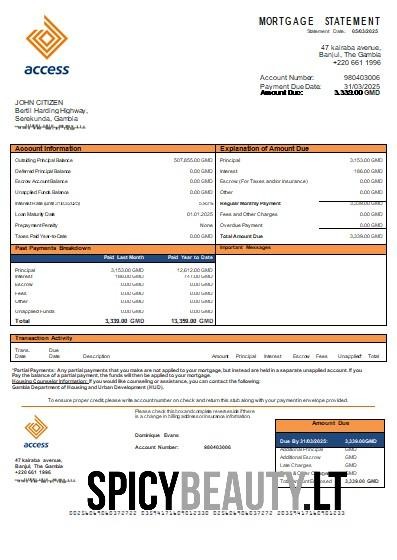 MORTGAGE STATEMENT
Statement Date: 05/03/2025
access
47 kairaba avenue,
Banjul, The Gambia
+220 661 1996
Account Number: 980403006
Payment Due Date: 31/03/2025
Amount Due: 3,339.00 GMD
JOHN CITIZEN
Bertil Harding Highway,
Serekunda, Gambia
Account Information
Outstanding Principal Balance 507,855.00 GMD
Deferred Principal Balance 0.00 GMD
Escrow Account Balance 0.00 GMD
Unapplied Funds Balance 0.00 GMD
Interest Rate (until 31/03/2025)
Loan Maturity Date 01.01.2025
Prepayment Penalty None
Taxes Paid Year-to-Date 0.00 GMD
Explanation of Amount Due
Principal 3,153.00 GMD
Interest 186.00 GMD
Escrow (For Taxes and/or Insurance) 0.00 GMD
Other 0.00 GMD
Regular Monthly Payment 3,339.00 GMD
Fees and Other Charges 0.00 GMD
Overdue Payment 0.00 GMD
Total Amount Due 3,339.00 GMD
Past Payments Breakdown
Paid Last Month Paid Year to Date
Principal 3,153.00 GMD 12,612.00 GMD
Interest 186.00 GMD 747.00 GMD
Escrow 0.00 GMD 0.00 GMD
Fees 0.00 GMD 0.00 GMD
Other 0.00 GMD 0.00 GMD
Unapplied Funds 0.00 GMD 0.00 GMD
Total 3,339.00 GMD 13,359.00 GMD
Important Messages
Transaction Activity
Trans. Date Due Date Description Amount Principal Interest Escrow Fees Unapplied* Total
*Partial Payments: Any partial payments that you make are not applied to your mortgage, but instead are held in a separate unapplied account. If you
Pay the balance of a partial payment, the funds will then be applied to your mortgage.
Housing Counselor Information: If you would like counseling or assistance, you can contact the following:
Gambia Department of Housing and Urban Development (HUD).
To ensure proper credit please write account number on check and return this stub along with your payment in envelope provided.
access
Please check this box and complete reverse side if there
is a change in billing address or insurance information.
Dominique Evans
Account Number: 980403006
47 kairaba avenue,
Banjul, The Gambia
+220 661 1996
Amount Due
Due By 31/03/2025: 3,339.00GMD
Additional Principal
Additional Escrow
Late Charges
SPICYBEAUTY.LT